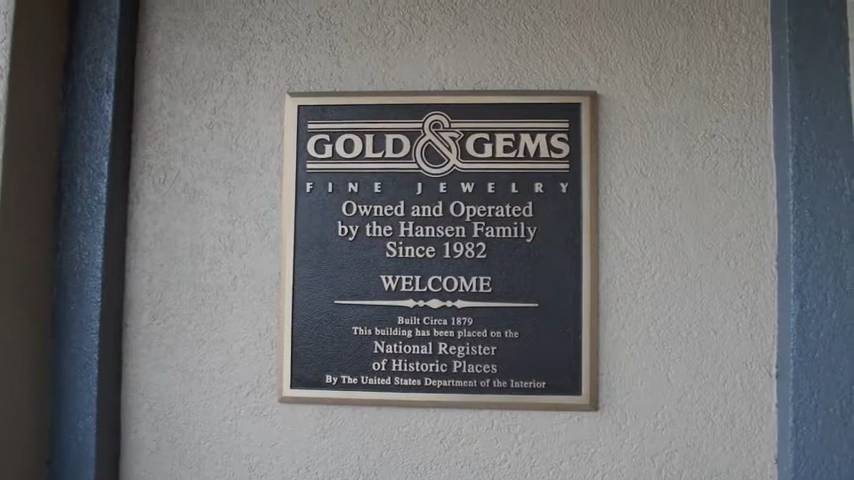 GOLD & GEMS
FINE JEWELRY
Owned and Operated
by the Hansen Family
Since 1982
WELCOME
Built Circa 1879
This building has been placed on the
National Register
of Historic Places
By The United States Department of the Interior